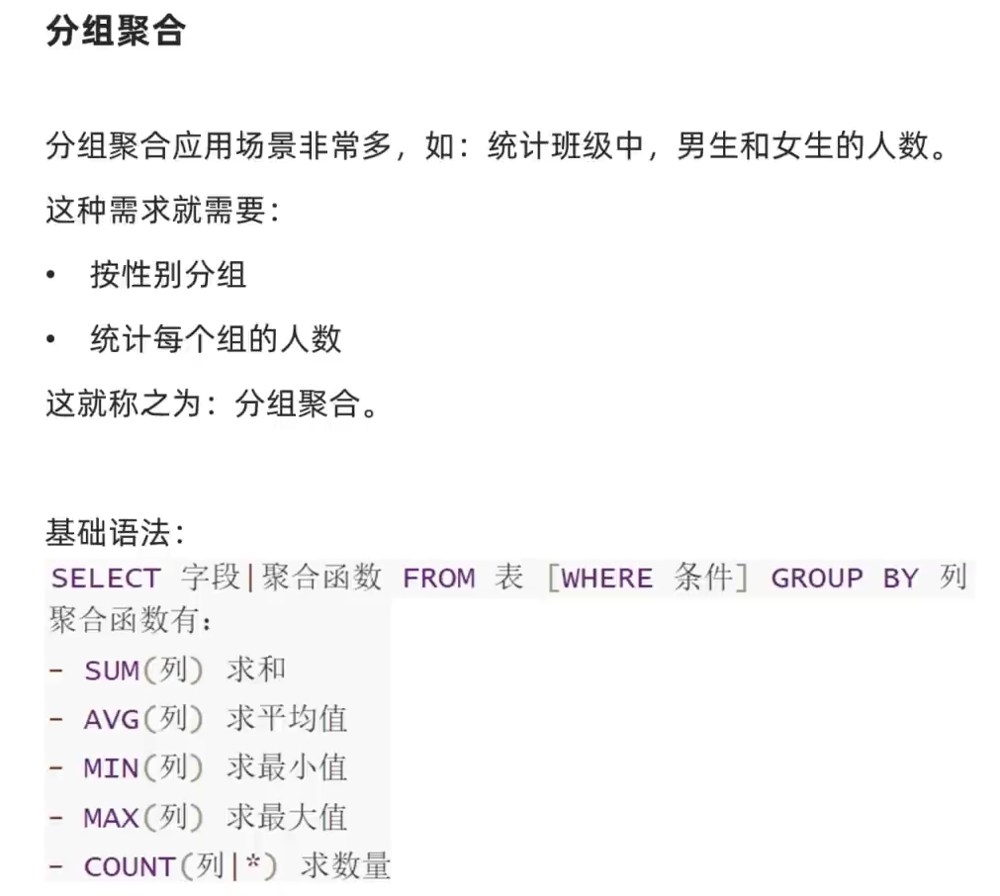 分组聚合
分组聚合应用场景非常多，如：统计班级中，男生和女生的人数。
这种需求就需要：
• 按性别分组
• 统计每个组的人数
这就称之为：分组聚合。
基础语法：
SELECT 字段|聚合函数 FROM 表 [WHERE 条件] GROUP BY 列
聚合函数有：
- SUM(列) 求和
- AVG(列) 求平均值
- MIN(列) 求最小值
- MAX(列) 求最大值
- COUNT(列|*) 求数量